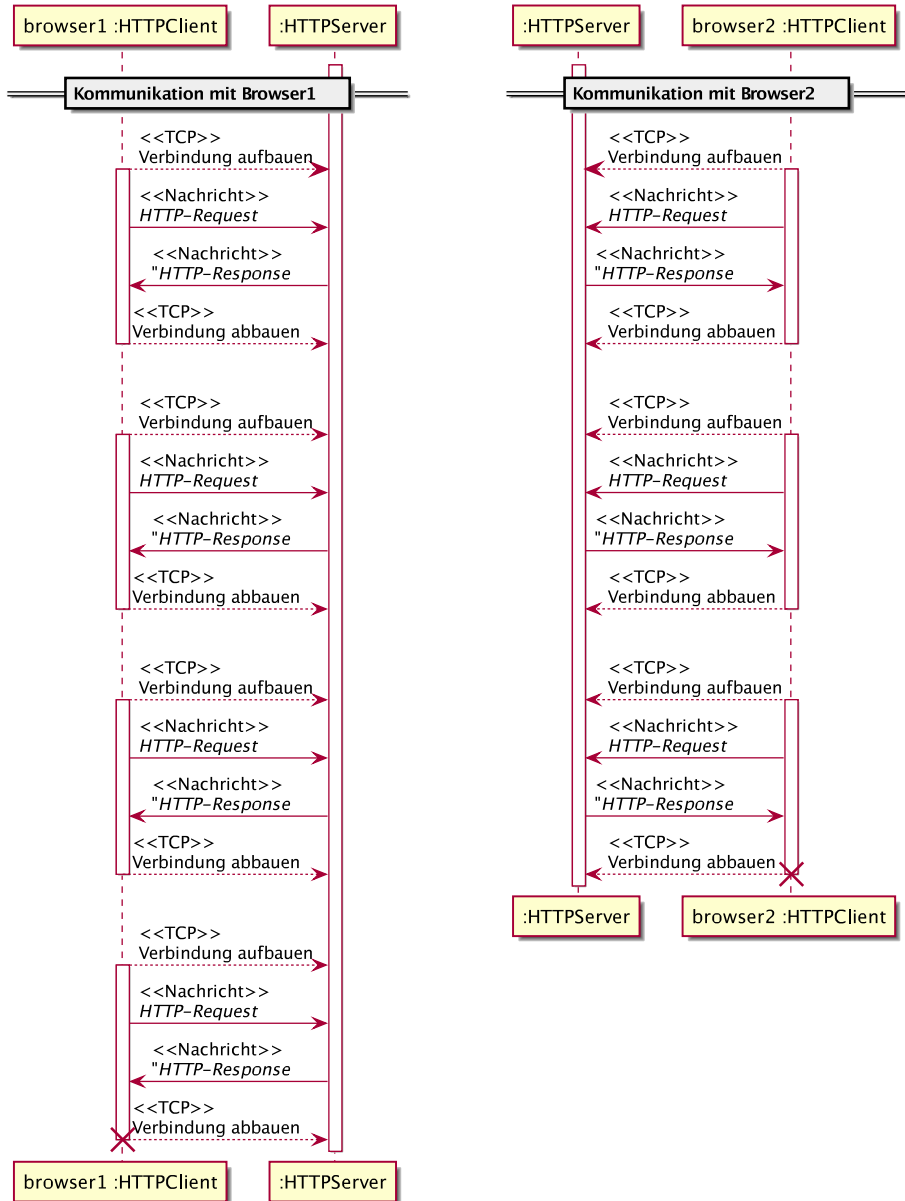 browser1 :HTTPClient
:HTTPServer
Kommunikation mit Browser1
<<TCP>>
Verbindung aufbauen
<<Nachricht>>
HTTP-Request
<<Nachricht>>
"HTTP-Response
<<TCP>>
Verbindung abbauen
<<TCP>>
Verbindung aufbauen
<<Nachricht>>
HTTP-Request
<<Nachricht>>
"HTTP-Response
<<TCP>>
Verbindung abbauen
<<TCP>>
Verbindung aufbauen
<<Nachricht>>
HTTP-Request
<<Nachricht>>
"HTTP-Response
<<TCP>>
Verbindung abbauen
<<TCP>>
Verbindung aufbauen
<<Nachricht>>
HTTP-Request
<<Nachricht>>
"HTTP-Response
<<TCP>>
Verbindung abbauen
browser1 :HTTPClient
:HTTPServer
:HTTPServer
browser2 :HTTPClient
Kommunikation mit Browser2
<<TCP>>
Verbindung aufbauen
<<Nachricht>>
HTTP-Request
<<Nachricht>>
"HTTP-Response
<<TCP>>
Verbindung abbauen
<<TCP>>
Verbindung aufbauen
<<Nachricht>>
HTTP-Request
<<Nachricht>>
"HTTP-Response
<<TCP>>
Verbindung abbauen
<<TCP>>
Verbindung aufbauen
<<Nachricht>>
HTTP-Request
<<Nachricht>>
"HTTP-Response
<<TCP>>
Verbindung abbauen
:HTTPServer
browser2 :HTTPClient